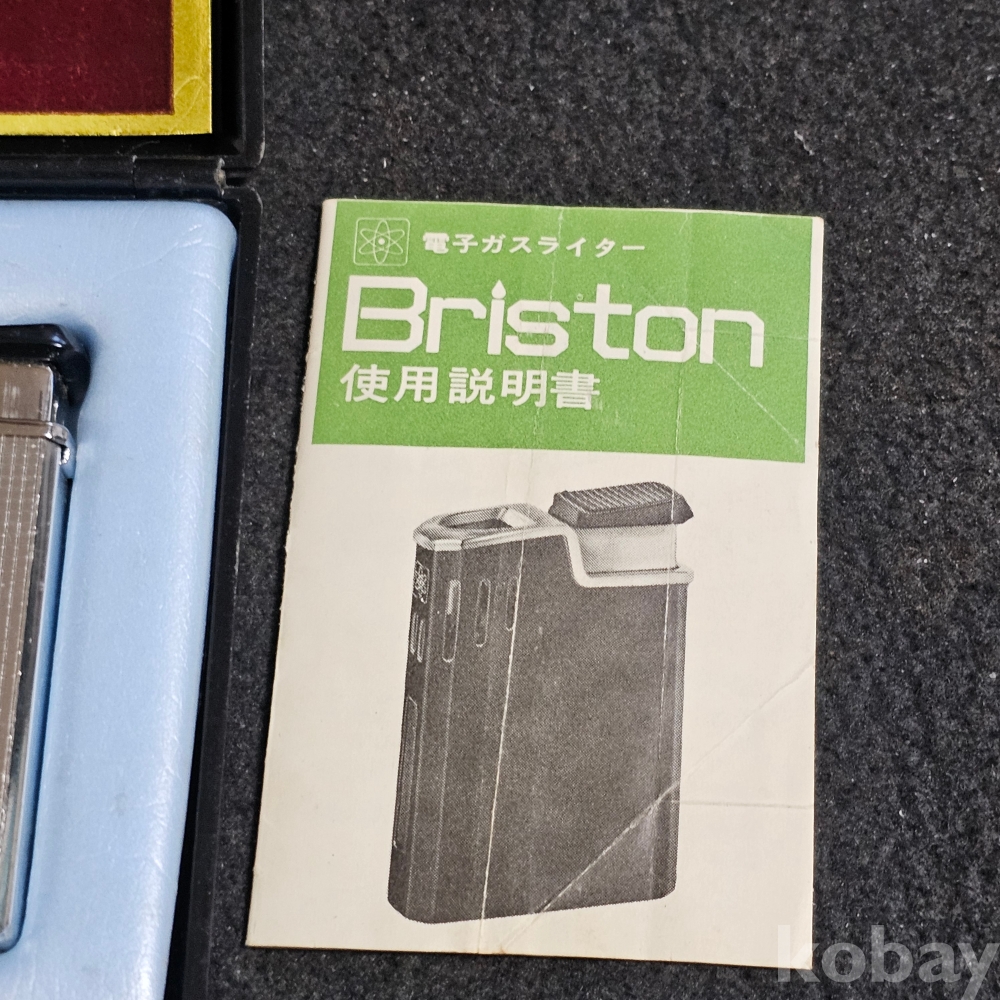 電子ガスライター
Briston
使用説明書
kobay